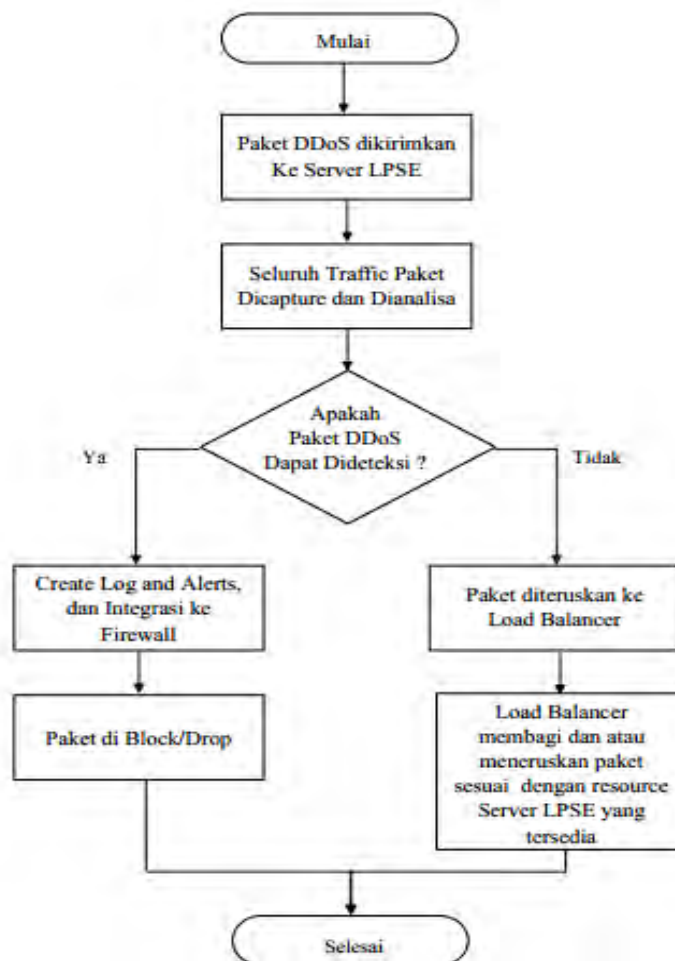 Mulai
Paket DDoS dikirimkan
Ke Server LPSE
Seluruh Traffic Paket
Dicapture dan Dianalisa
Apakah
Paket DDoS
Dapat Dideteksi ?
Ya
Tidak
Create Log and Alerts,
dan Integrasi ke
Firewall
Paket diteruskan ke
Load Balancer
Paket di Block/Drop
Load Balancer
membagi dan atau
meneruskan paket
sesuai dengan resource
Server LPSE yang
tersedia
Selesai